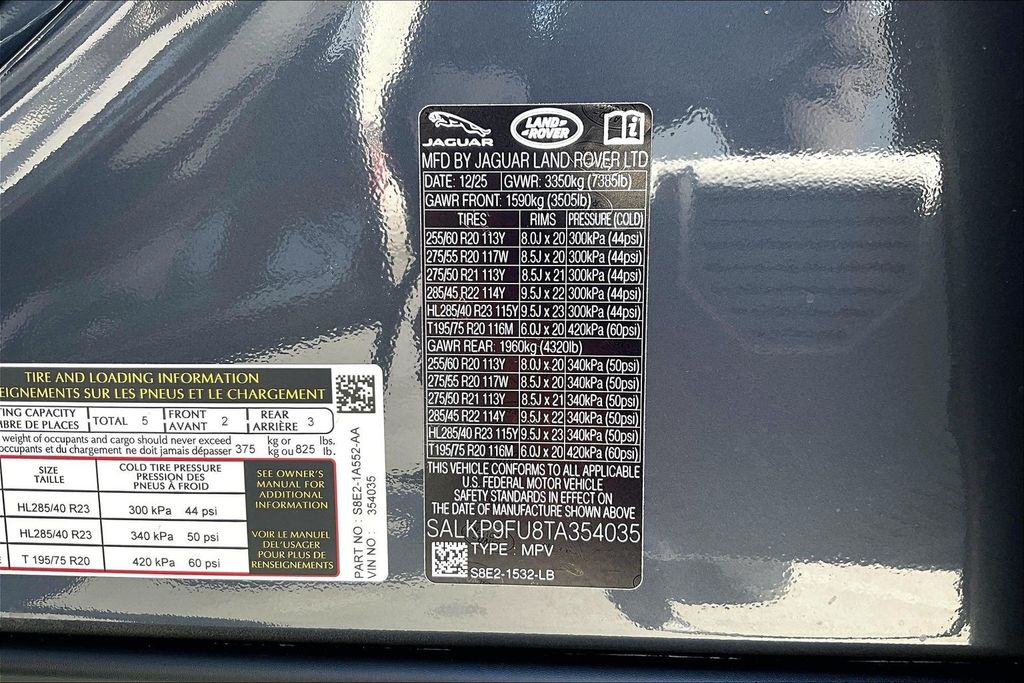 JAGUAR
LAND ROVER
MFD BY JAGUAR LAND ROVER LTD
DATE: 12/25 GVWR: 3350kg (7385lb)
GAWR FRONT: 1590kg (3505lb)
TIRES RIMS PRESSURE (COLD)
255/60 R20 113Y 8.0J x 20 300kPa (44psi)
275/55 R20 117W 8.5J x 20 300kPa (44psi)
275/50 R21 113Y 8.5J x 21 300kPa (44psi)
285/45 R22 114Y 9.5J x 22 300kPa (44psi)
HL285/40 R23 115Y 9.5J x 23 300kPa (44psi)
T195/75 R20 116M 6.0J x 20 420kPa (60psi)
GAWR REAR: 1960kg (4320lb)
255/60 R20 113Y 8.0J x 20 340kPa (50psi)
275/55 R20 117W 8.5J x 20 340kPa (50psi)
275/50 R21 113Y 8.5J x 21 340kPa (50psi)
285/45 R22 114Y 9.5J x 22 340kPa (50psi)
HL285/40 R23 115Y 9.5J x 23 340kPa (50psi)
T195/75 R20 116M 6.0J x 20 420kPa (60psi)
THIS VEHICLE CONFORMS TO ALL APPLICABLE
U.S. FEDERAL MOTOR VEHICLE
SAFETY STANDARDS IN EFFECT ON
THE DATE OF MANUFACTURE SHOWN ABOVE
SALKP9FU8TA354035
TYPE : MPV
S8E2-1532-LB
TIRE AND LOADING INFORMATION
EIGNEMENTS SUR LES PNEUS ET LE CHARGEMENT
TING CAPACITY TOTAL 5 FRONT 2 REAR 3
MBRE DE PLACES AVANT ARRIÈRE
weight of occupants and cargo should never exceed 375 kg or 825 lbs.
occupants et du chargement ne doit jamais dépasser kg ou lb.
SIZE COLD TIRE PRESSURE
TAILLE PRESSION DES
PNEUS À FROID
HL285/40 R23 300 kPa 44 psi
HL285/40 R23 340 kPa 50 psi
T 195/75 R20 420 kPa 60 psi
SEE OWNER'S
MANUAL FOR
ADDITIONAL
INFORMATION
VOIR LE MANUEL
DE L'USAGER
POUR PLUS DE
RENSEIGNEMENTS
PART NO : S8E2-1A552-AA
VIN NO : 354035